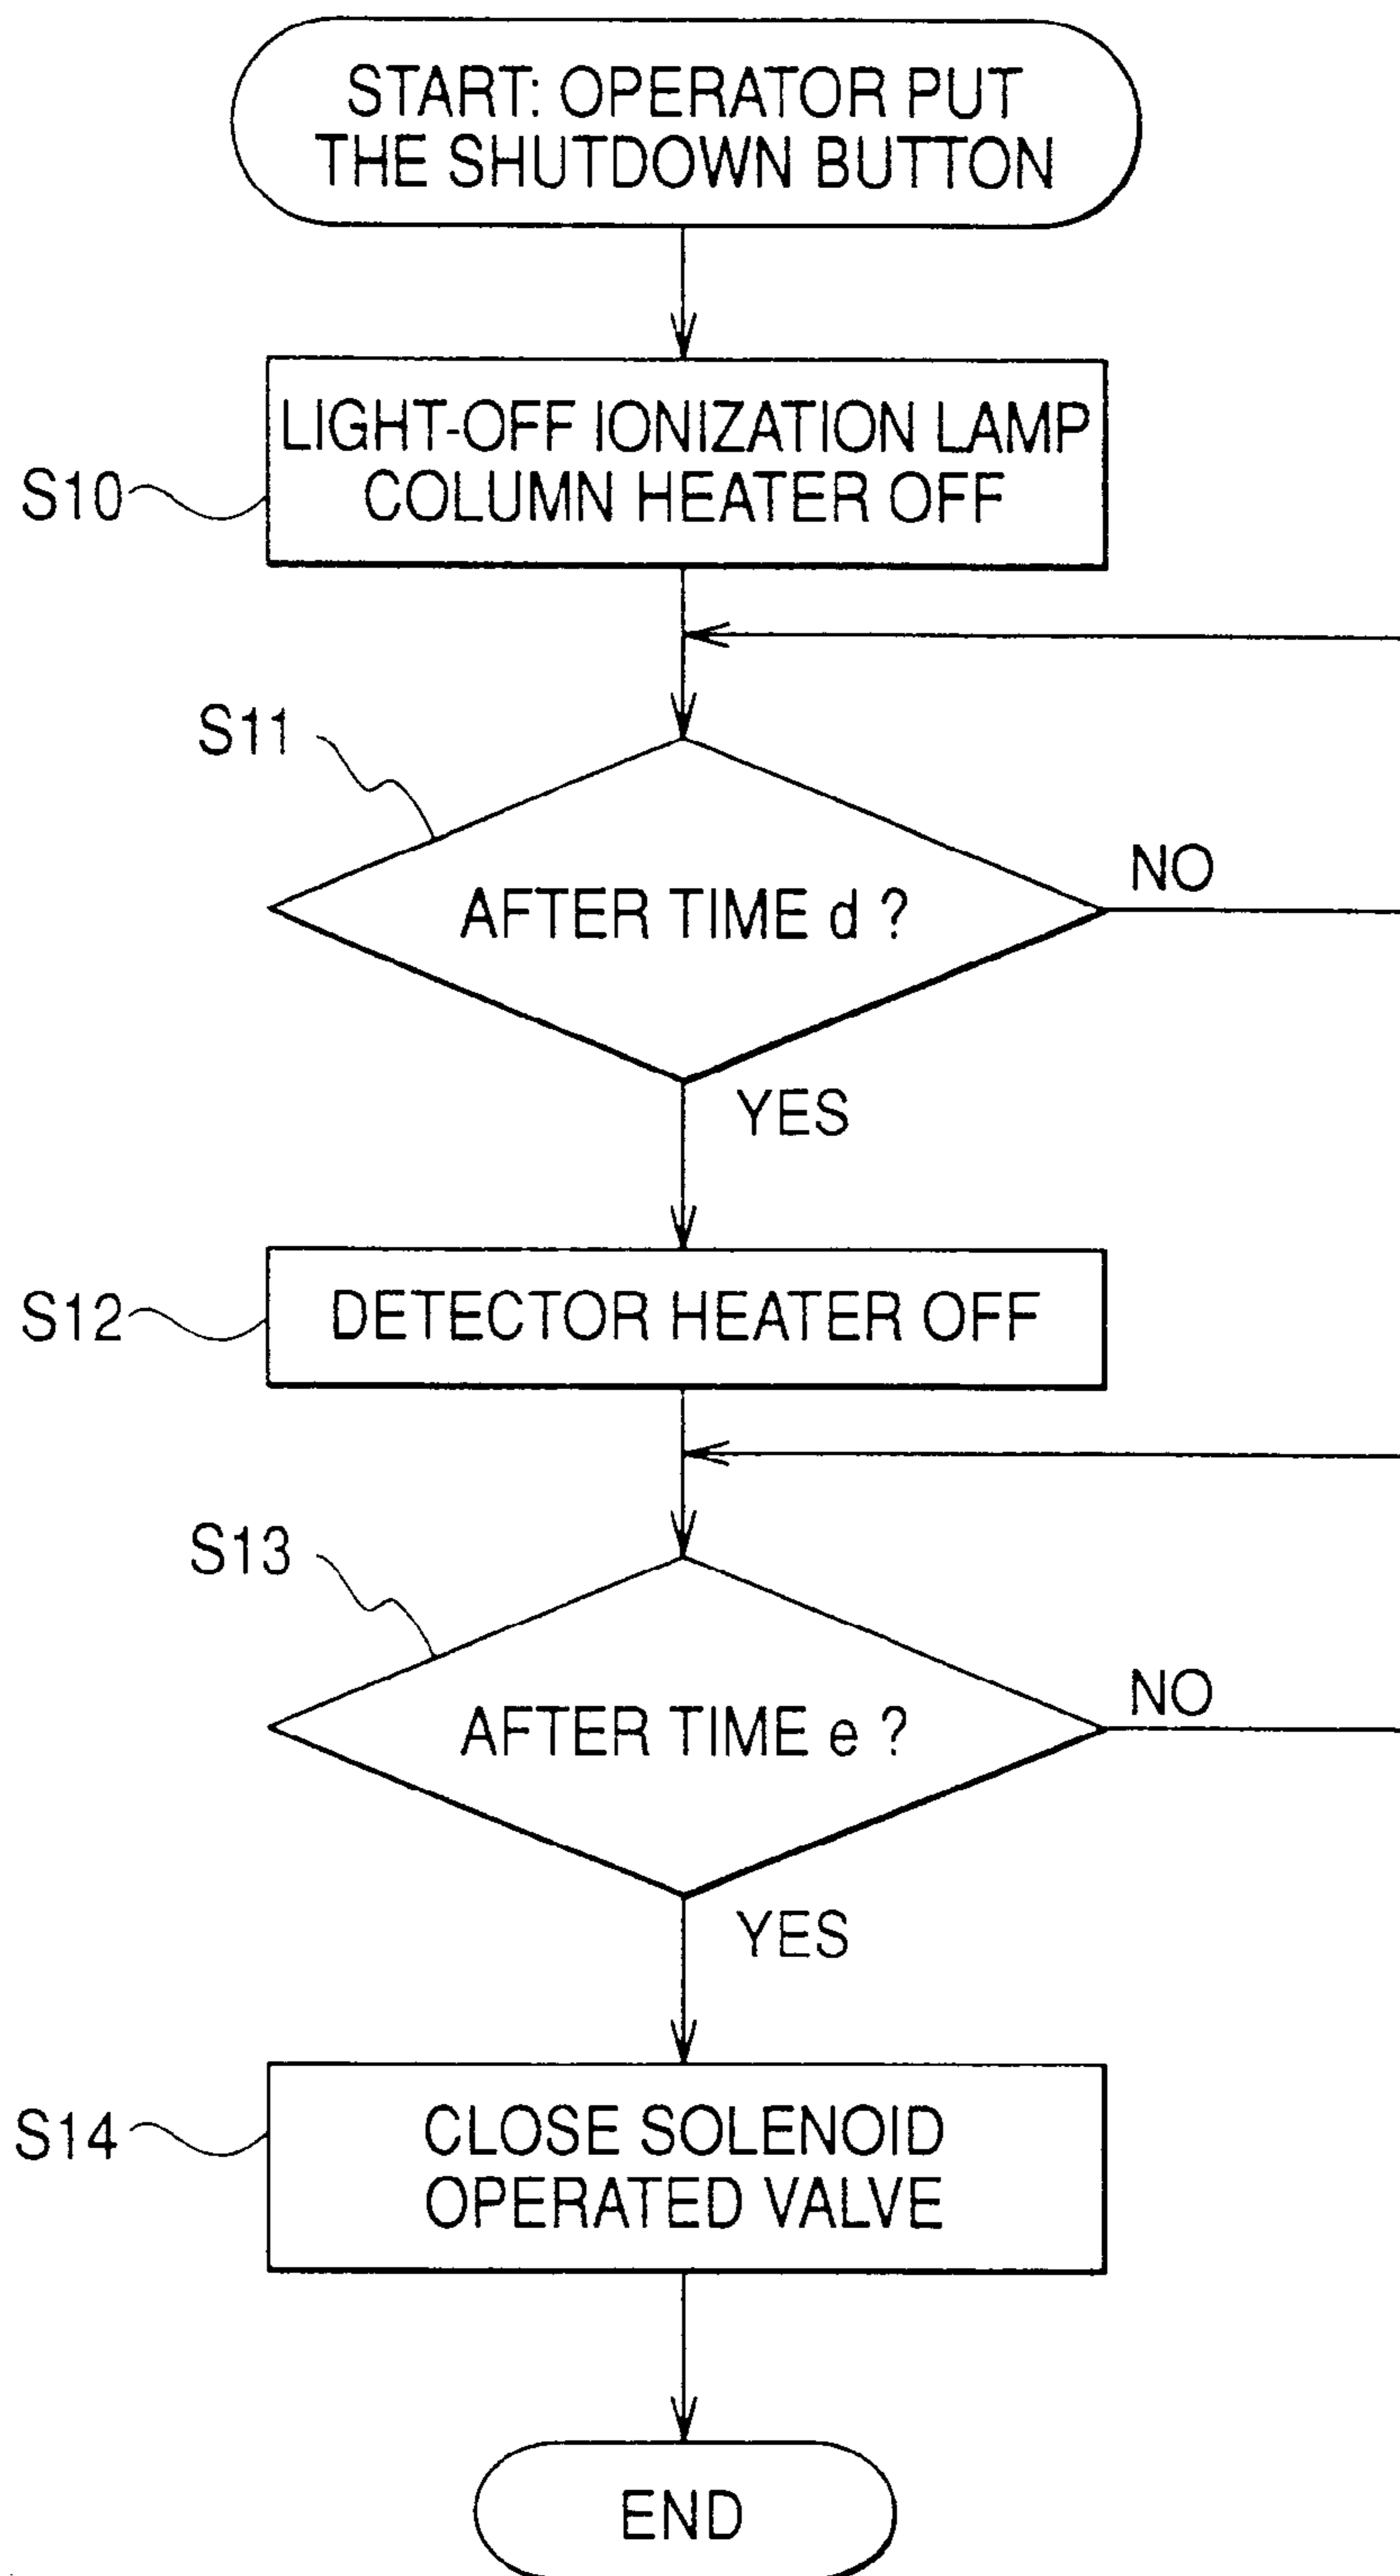 START: OPERATOR PUT
THE SHUTDOWN BUTTON
LIGHT-OFF IONIZATION LAMP
COLUMN HEATER OFF
S10
S11
AFTER TIME d ?
NO
YES
S12
DETECTOR HEATER OFF
S13
AFTER TIME e ?
NO
YES
S14
CLOSE SOLENOID
OPERATED VALVE
END